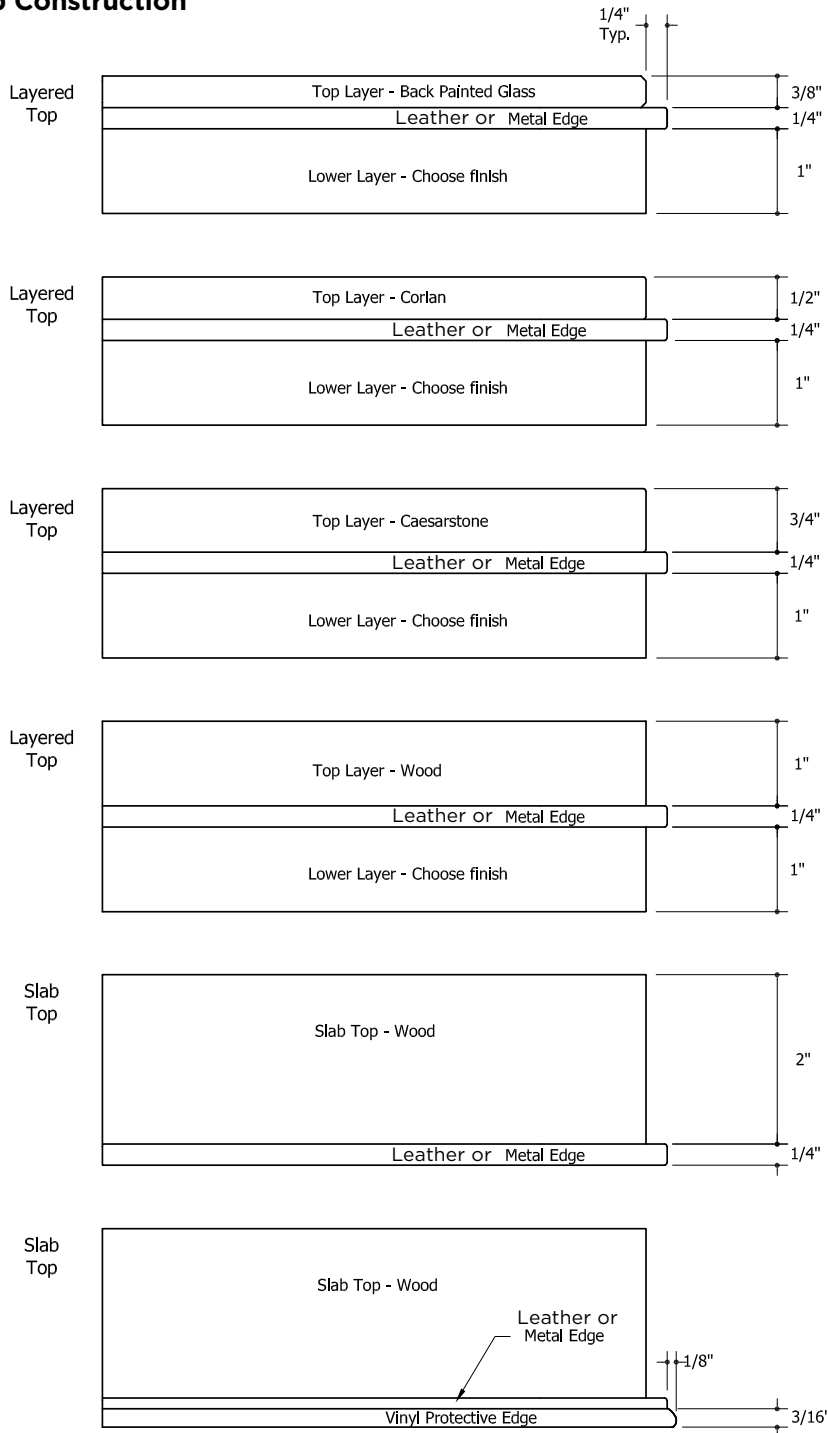 Construction
1/4"
Typ.
Layered
Top
Top Layer - Back Painted Glass
3/8"
Leather or Metal Edge
1/4"
Lower Layer - Choose finish
1"
Layered
Top
Top Layer - Corian
1/2"
Leather or Metal Edge
1/4"
Lower Layer - Choose finish
1"
Layered
Top
Top Layer - Caesarstone
3/4"
Leather or Metal Edge
1/4"
Lower Layer - Choose finish
1"
Layered
Top
Top Layer - Wood
1"
Leather or Metal Edge
1/4"
Lower Layer - Choose finish
1"
Slab
Top
Slab Top - Wood
2"
Leather or Metal Edge
1/4"
Slab
Top
Slab Top - Wood
Leather or
Metal Edge
1/8"
Vinyl Protective Edge
3/16"